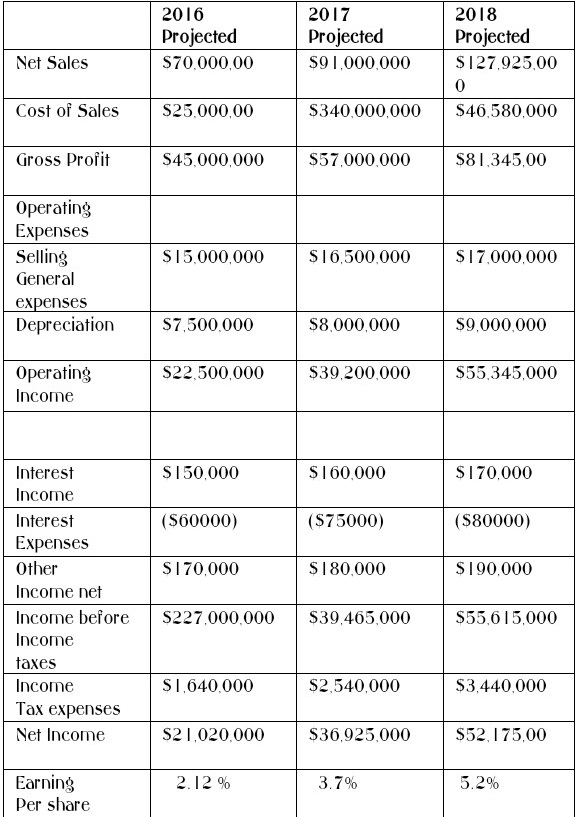 2016 2017 2018
Projected Projected Projected
Net Sales $70,000,00 $91,000,000 $127,925,00
0
Cost of Sales $25,000,00 $340,000,000 $46,580,000
Gross Profit $45,000,000 $57,000,000 $81,345,00
Operating
Expenses
Selling $15,000,000 $16,500,000 $17,000,000
General
expenses
Depreciation $7,500,000 $8,000,000 $9,000,000
Operating $22,500,000 $39,200,000 $55,345,000
Income
Interest $150,000 $160,000 $170,000
Income
Interest ($60000) ($75000) ($80000)
Expenses
Other $170,000 $180,000 $190,000
Income net
Income before $227,000,000 $39,465,000 $55,615,000
Income
taxes
Income $1,640,000 $2,540,000 $3,440,000
Tax expenses
Net Income $21,020,000 $36,925,000 $52,175,00
Earning 2.12 % 3.7% 5.2%
Per share